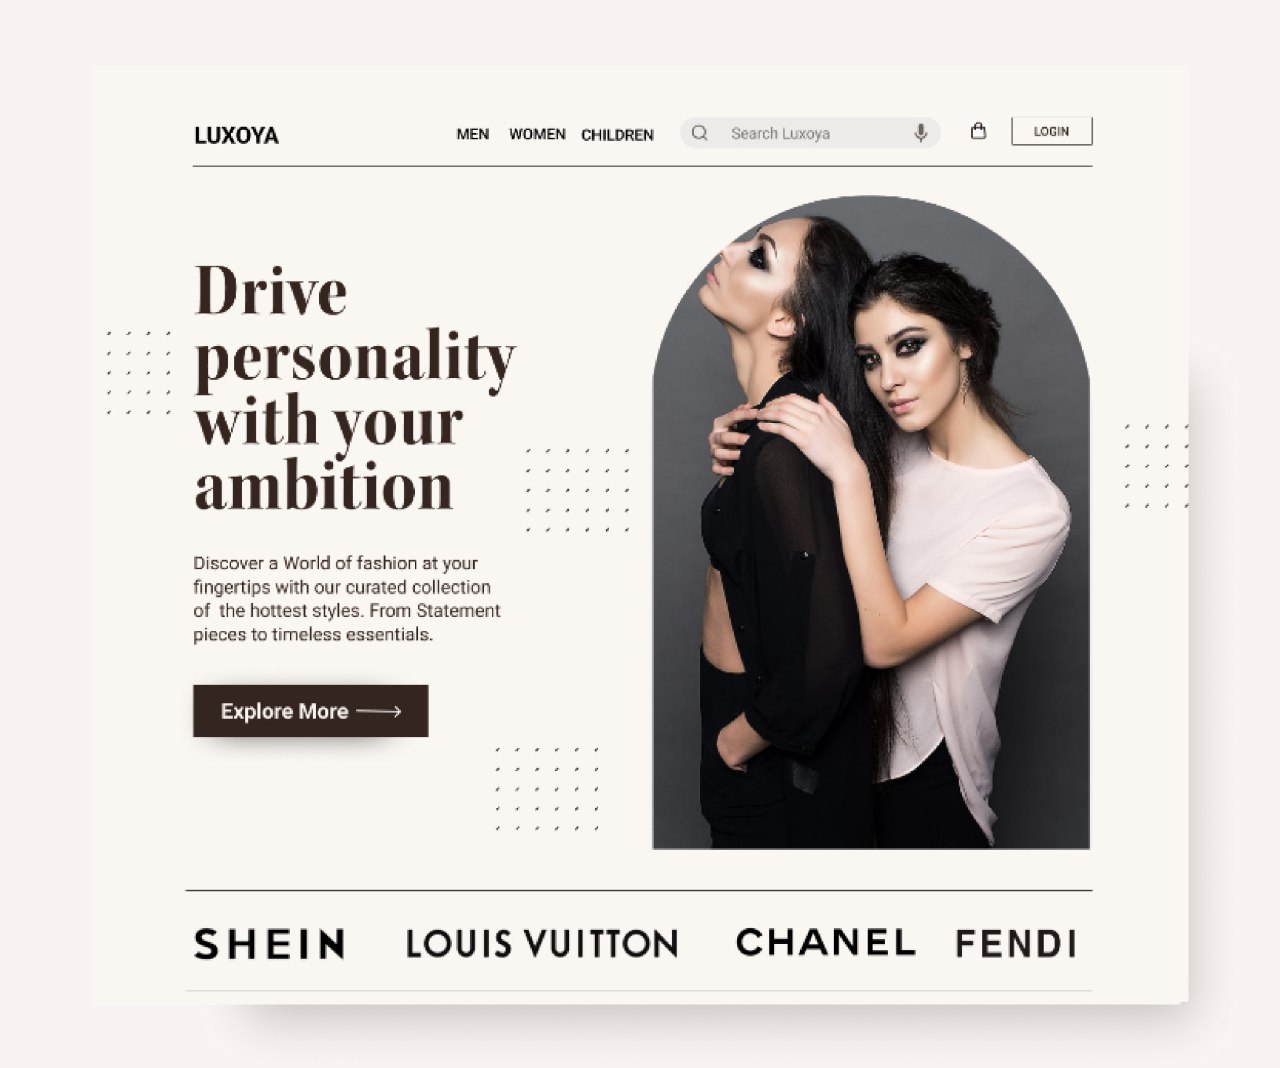 LUXOYA
MEN
WOMEN
CHILDREN
Search Luxoya
LOGIN
Drive
personality
with your
ambition
Discover a World of fashion at your
fingertips with our curated collection
of  the hottest styles. From Statement
pieces to timeless essentials.
Explore More
SHEIN
LOUIS VUITTON
CHANEL
FENDI